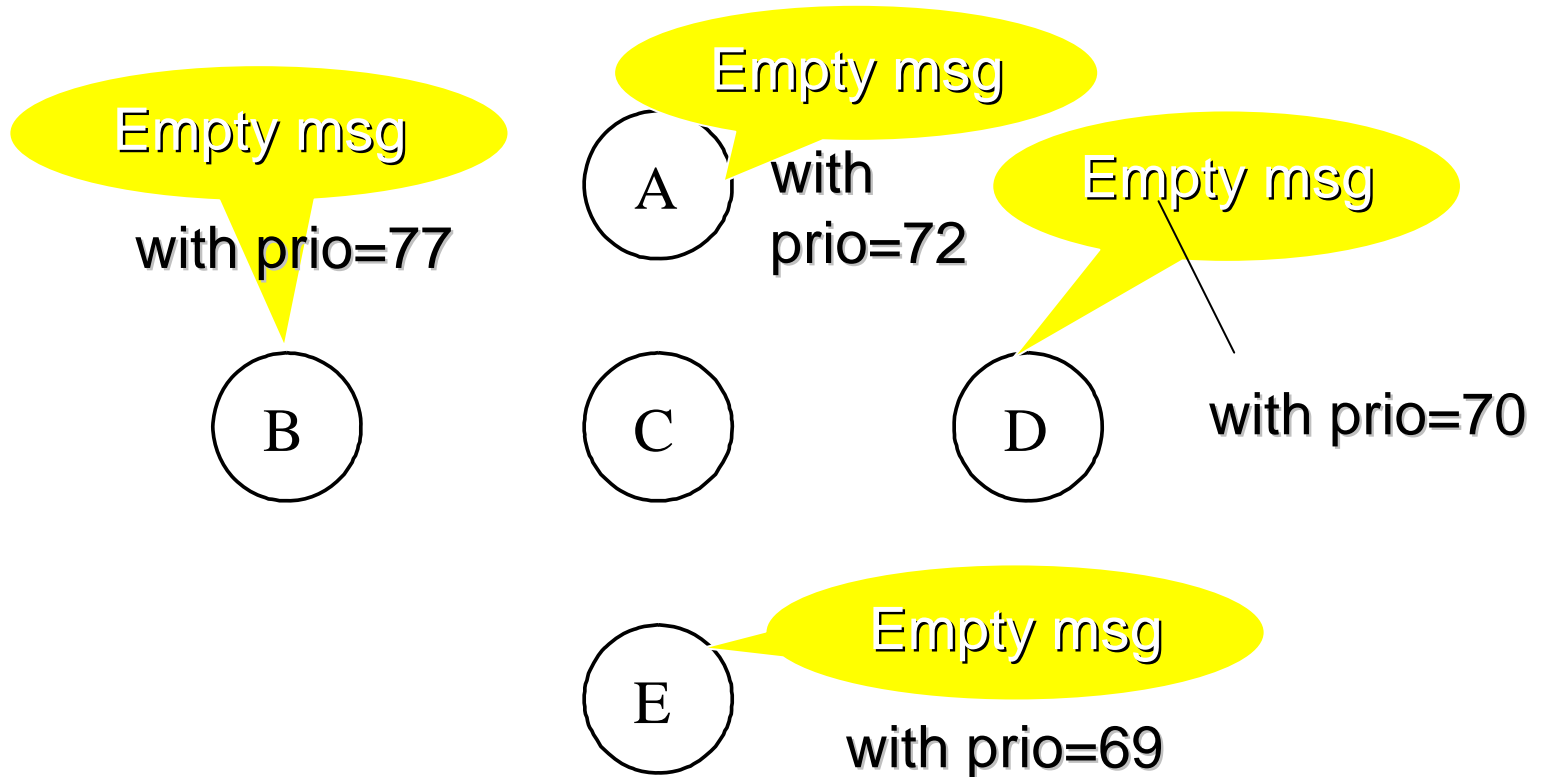 Empty msg
with prio=77
Empty msg
A
with
prio=72
Empty msg
with prio=70
B
C
D
Empty msg
E
with prio=69